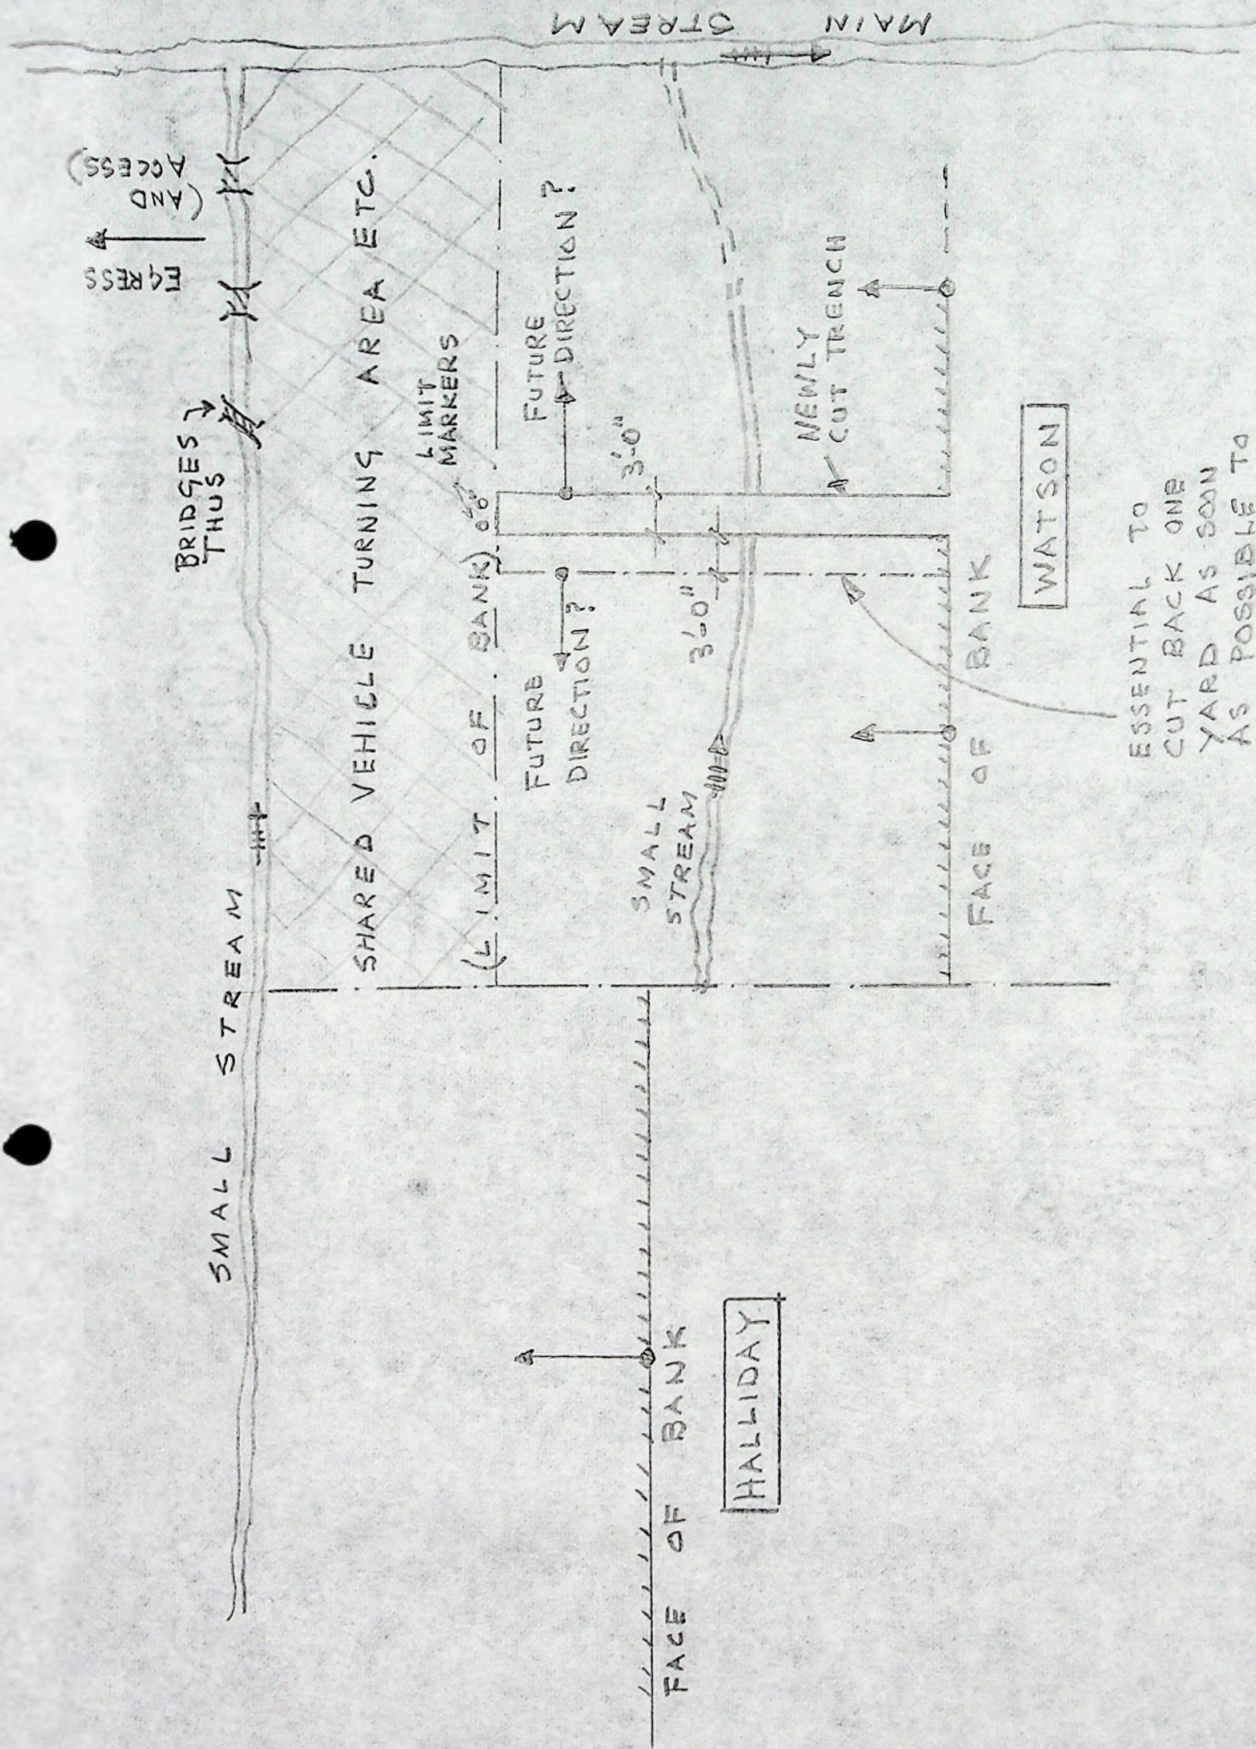 MAIN STREAM
EGRESS
(AND
ACCESS)
BRIDGES
THUS
SMALL STREAM
SHARED VEHICLE TURNING AREA ETC.
LIMIT
MARKERS
(LIMIT OF BANK)
FUTURE
DIRECTION?
FUTURE
DIRECTION?
3'-0"
3'-0"
SMALL
STREAM
NEWLY
CUT TRENCH
FACE OF BANK
WATSON
ESSENTIAL TO
CUT BACK ONE
YARD AS SOON
AS POSSIBLE TO
FACE OF BANK
HALLIDAY